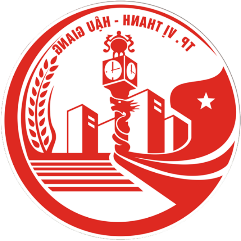 TP. VỊ THANH - HẬU GIANG